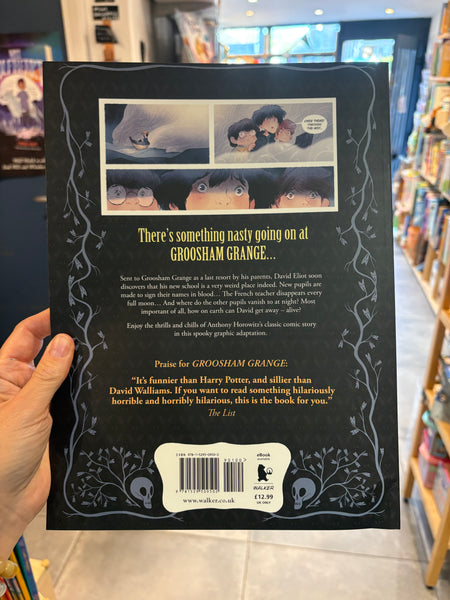 OVER THERE!
THROUGH
THE MIST...
There's something nasty going on at
GROOSHAM GRANGE...
Sent to Groosham Grange as a last resort by his parents, David Eliot soon
discovers that his new school is a very weird place indeed. New pupils are
made to sign their names in blood... The French teacher disappears every
full moon... And where do the other pupils vanish to at night? Most
important of all, how on earth can David get away – alive?
Enjoy the thrills and chills of Anthony Horowitz's classic comic story
in this spooky graphic adaptation.
Praise for GROOSHAM GRANGE:
“It's funnier than Harry Potter, and sillier than
David Walliams. If you want to read something hilariously
horrible and horribly hilarious, this is the book for you.”
The List
eBook
available
WALKER
£12.99
UK ONLY
www.walker.co.uk